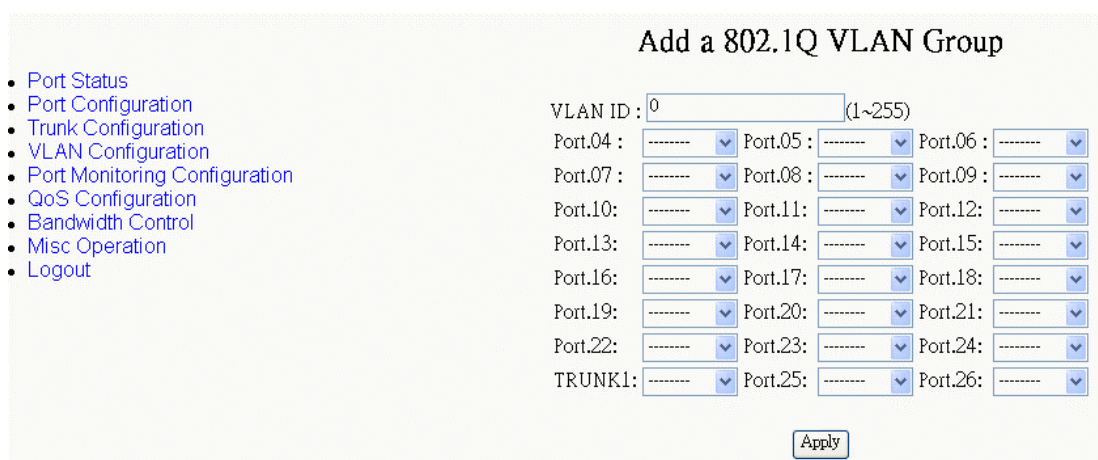 Add a 802.1Q VLAN Group
Port Status
Port Configuration
Trunk Configuration
VLAN Configuration
Port Monitoring Configuration
QoS Configuration
Bandwidth Control
Misc Operation
Logout
VLAN ID : 0 (1~255)
Port.04 : -------- Port.05 : -------- Port.06 : --------
Port.07 : -------- Port.08 : -------- Port.09 : --------
Port.10: -------- Port.11: -------- Port.12: --------
Port.13: -------- Port.14: -------- Port.15: --------
Port.16: -------- Port.17: -------- Port.18: --------
Port.19: -------- Port.20: -------- Port.21: --------
Port.22: -------- Port.23: -------- Port.24: --------
TRUNK1: -------- Port.25: -------- Port.26: --------
Apply